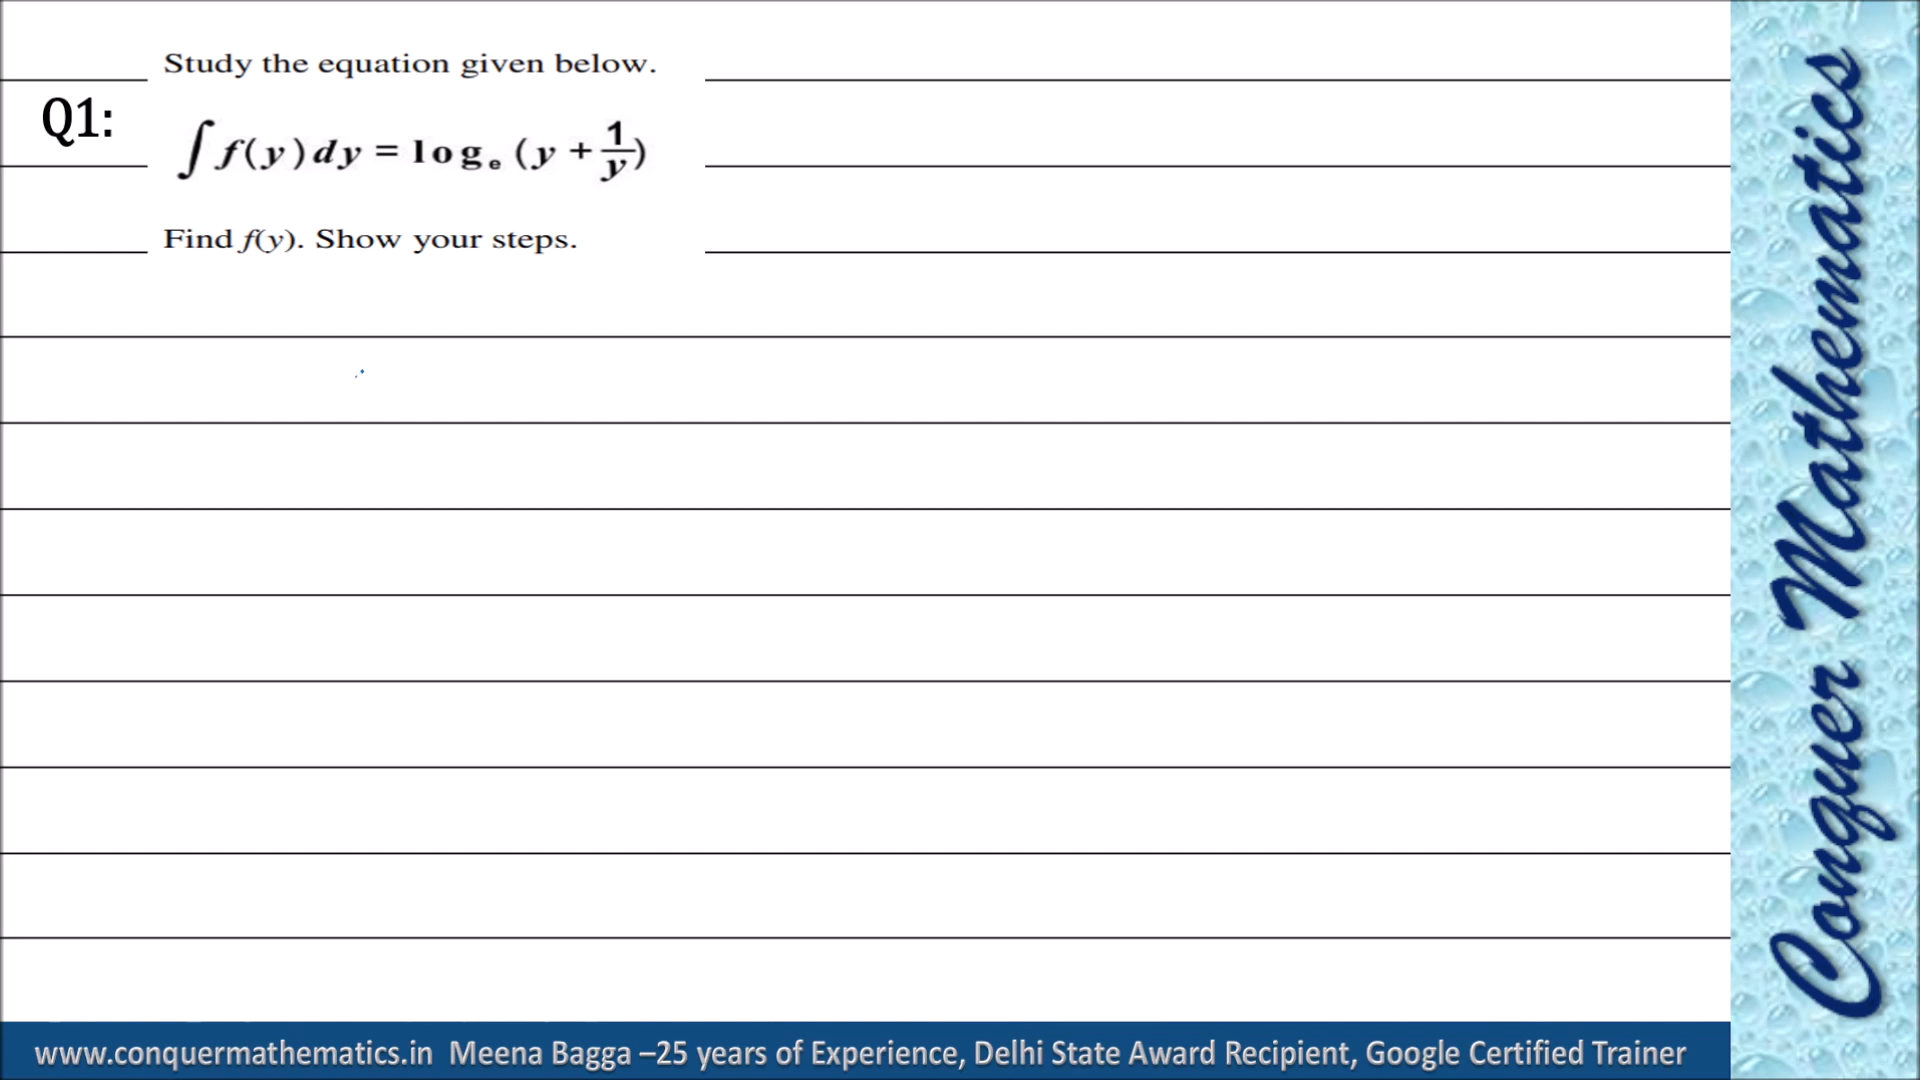 Study the equation given below.
Q1:
∫ f(y) dy = logₑ (y + 1/y)
Find f(y). Show your steps.
Conquer Mathematics
www.conquermathematics.in Meena Bagga –25 years of Experience, Delhi State Award Recipient, Google Certified Trainer